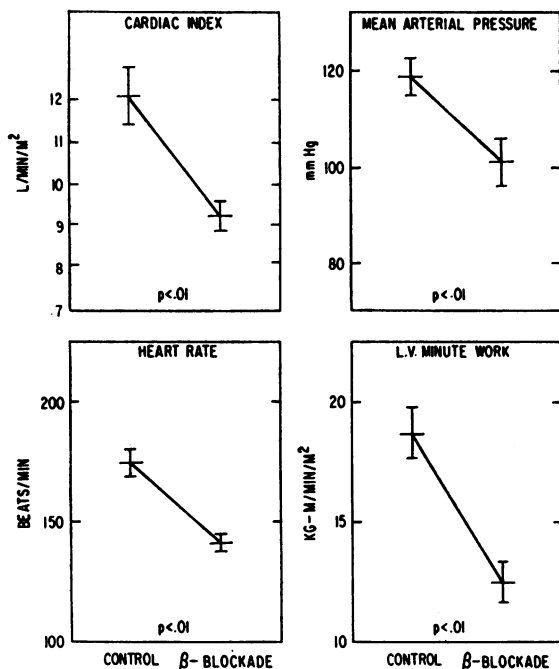 CARDIAC INDEX
12
11
10
9
8
.7
L/MIN/M²
p<.01
MEAN ARTERIAL PRESSURE
120
100
80
mm Hg
p<.01
HEART RATE
200
150
100
BEATS/MIN
p<.01
L.V. MINUTE WORK
20
15
10
KG-M/MIN/M²
p<.01
CONTROL β-BLOCKADE
CONTROL β-BLOCKADE